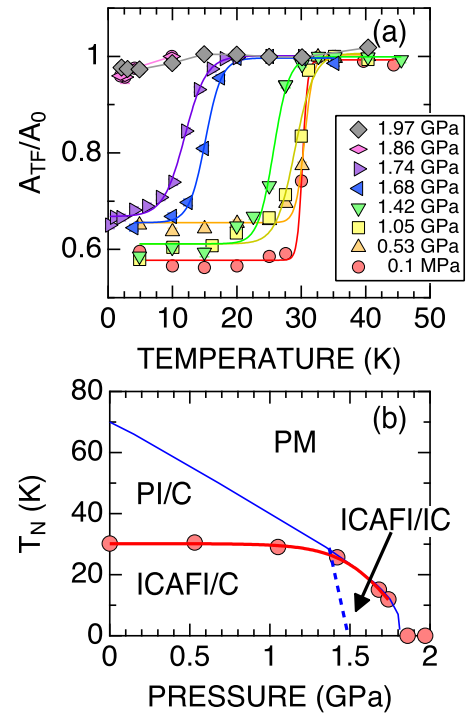 (a)
A_TF/A_0
1
0.8
0.6
1.97 GPa
1.86 GPa
1.74 GPa
1.68 GPa
1.42 GPa
1.05 GPa
0.53 GPa
0.1 MPa
0 10 20 30 40 50
TEMPERATURE (K)
(b)
T_N (K)
80
60
40
20
0
PM
PI/C
ICAFI/IC
ICAFI/C
0 0.5 1.0 1.5 2
PRESSURE (GPa)